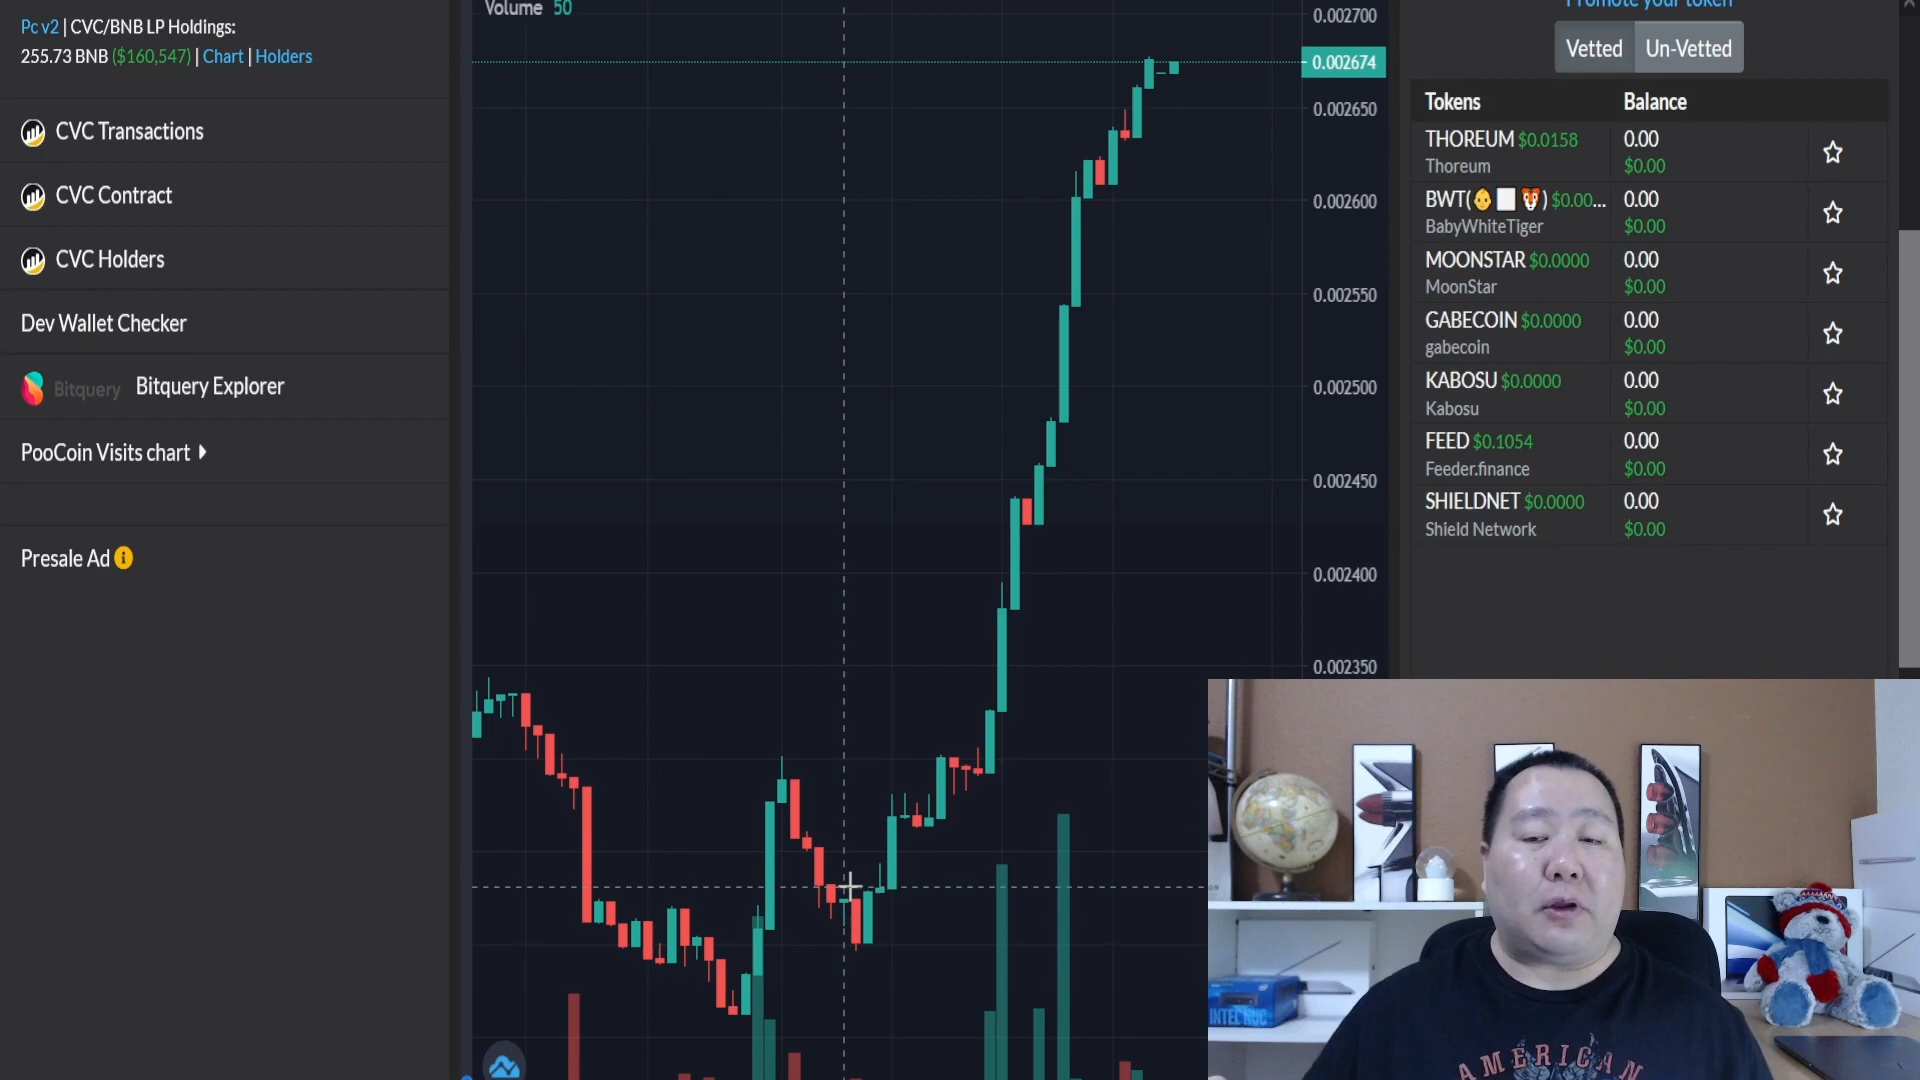 Pc v2 | CVC/BNB LP Holdings:
255.73 BNB ($160,547) | Chart | Holders
CVC Transactions
CVC Contract
CVC Holders
Dev Wallet Checker
Bitquery Bitquery Explorer
PooCoin Visits chart
Presale Ad
Volume 50
0.002700
0.002674
0.002650
0.002600
0.002550
0.002500
0.002450
0.002400
0.002350
Promote your token
Vetted Un-Vetted
Tokens Balance
THOREUM $0.0158 0.00
Thoreum $0.00
BWT(👶⬜🐯) $0.00... 0.00
BabyWhiteTiger $0.00
MOONSTAR $0.0000 0.00
MoonStar $0.00
GABECOIN $0.0000 0.00
gabecoin $0.00
KABOSU $0.0000 0.00
Kabosu $0.00
FEED $0.1054 0.00
Feeder.finance $0.00
SHIELDNET $0.0000 0.00
Shield Network $0.00
INTEL NUC
AMERICAN